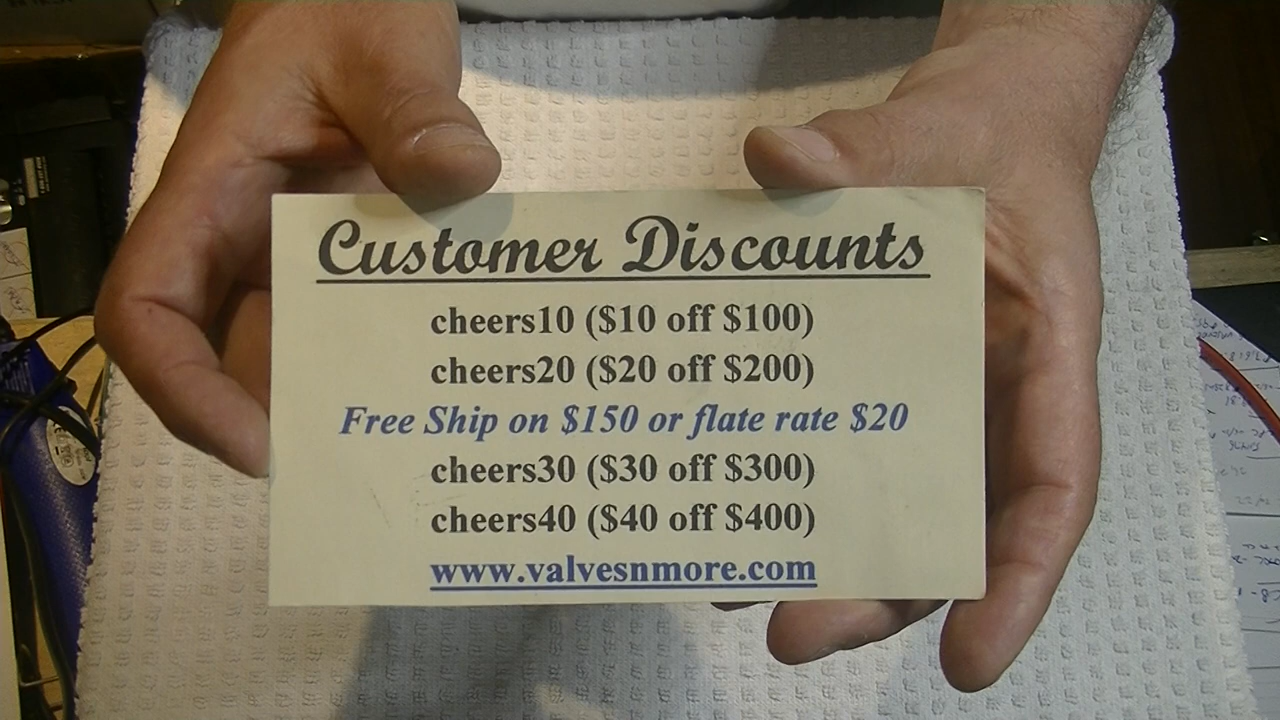 Customer Discounts
cheers10 ($10 off $100)
cheers20 ($20 off $200)
Free Ship on $150 or flate rate $20
cheers30 ($30 off $300)
cheers40 ($40 off $400)
www.valvesnmore.com